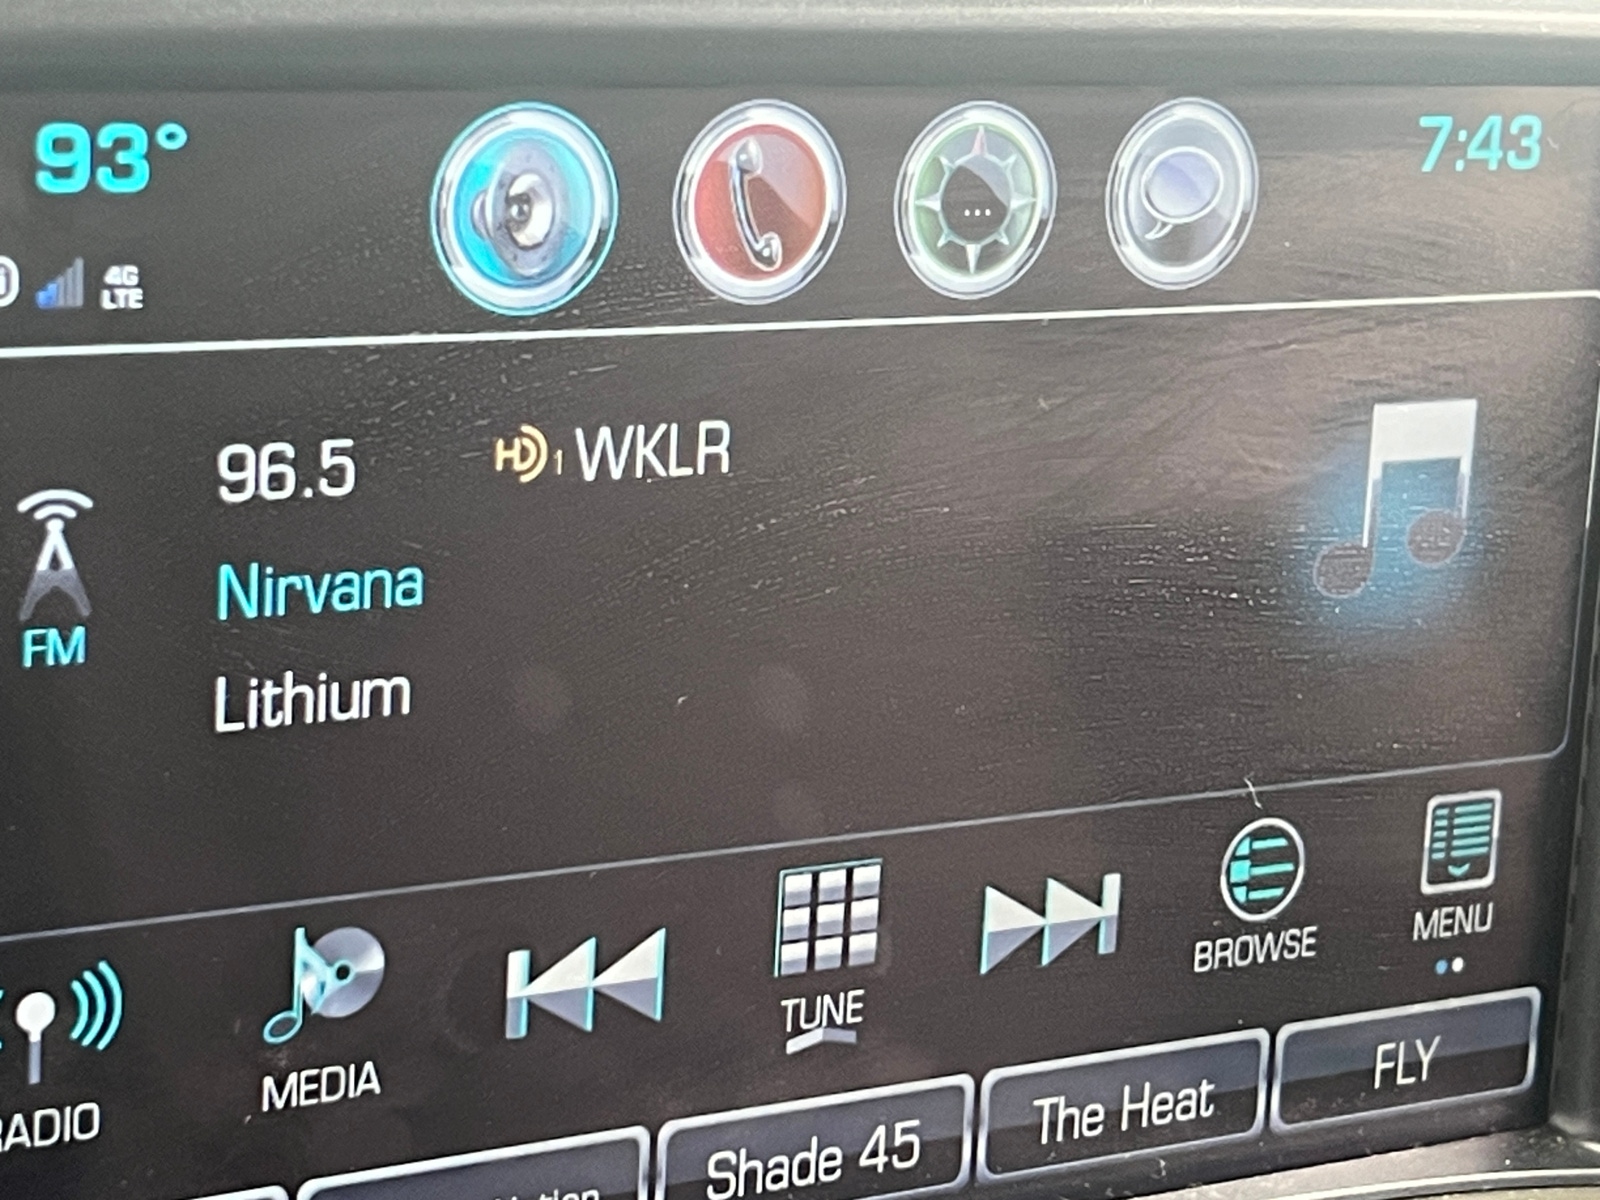 93°
7:43
4G
LTE
96.5
HD 1 WKLR
FM
Nirvana
Lithium
MEDIA
TUNE
BROWSE
MENU
Shade 45
The Heat
FLY